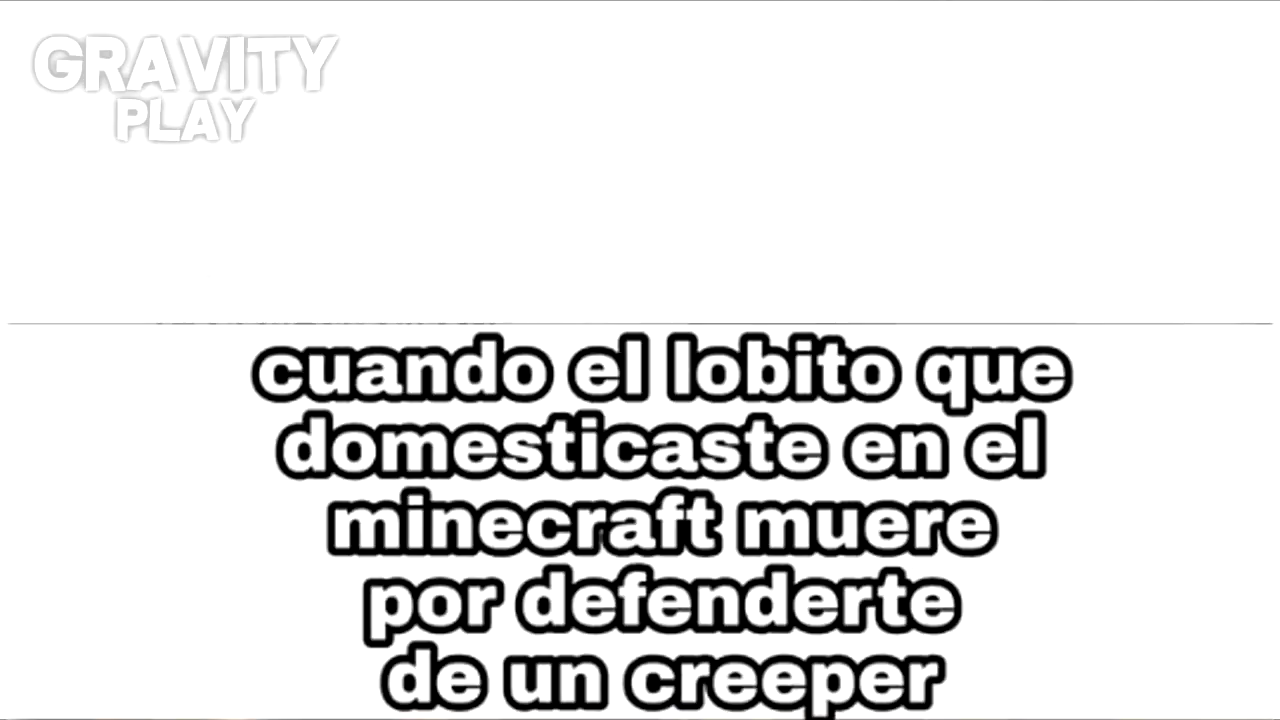 GRAVITY
PLAY
cuando el lobito que
domesticaste en el
minecraft muere
por defenderte
de un creeper